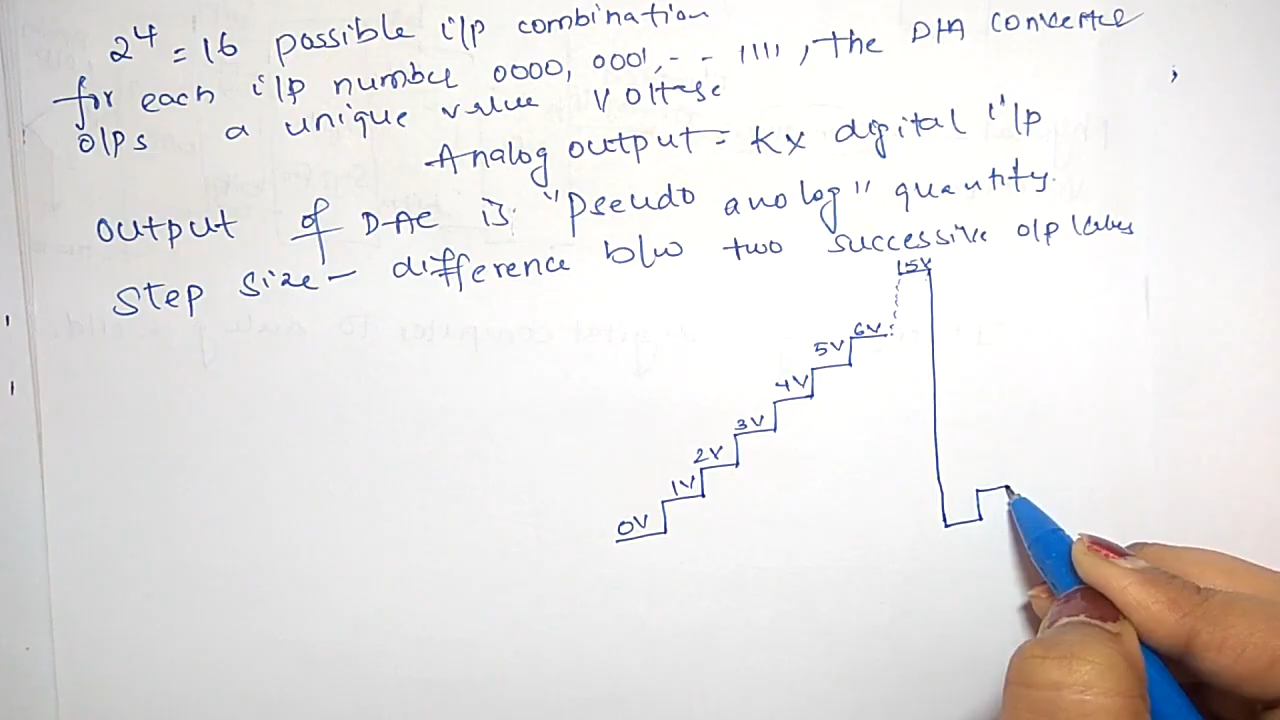 2⁴ = 16 possible i/p combination
for each i/p number 0000, 0001, - - 1111, the D/A converter
o/ps a unique value voltage
Analog output = K x digital i/p
output of DAC is "Pseudo analog" quantity.
Step size - difference b/w two successive o/p
15V
6V
5V
4V
3V
2V
1V
0V